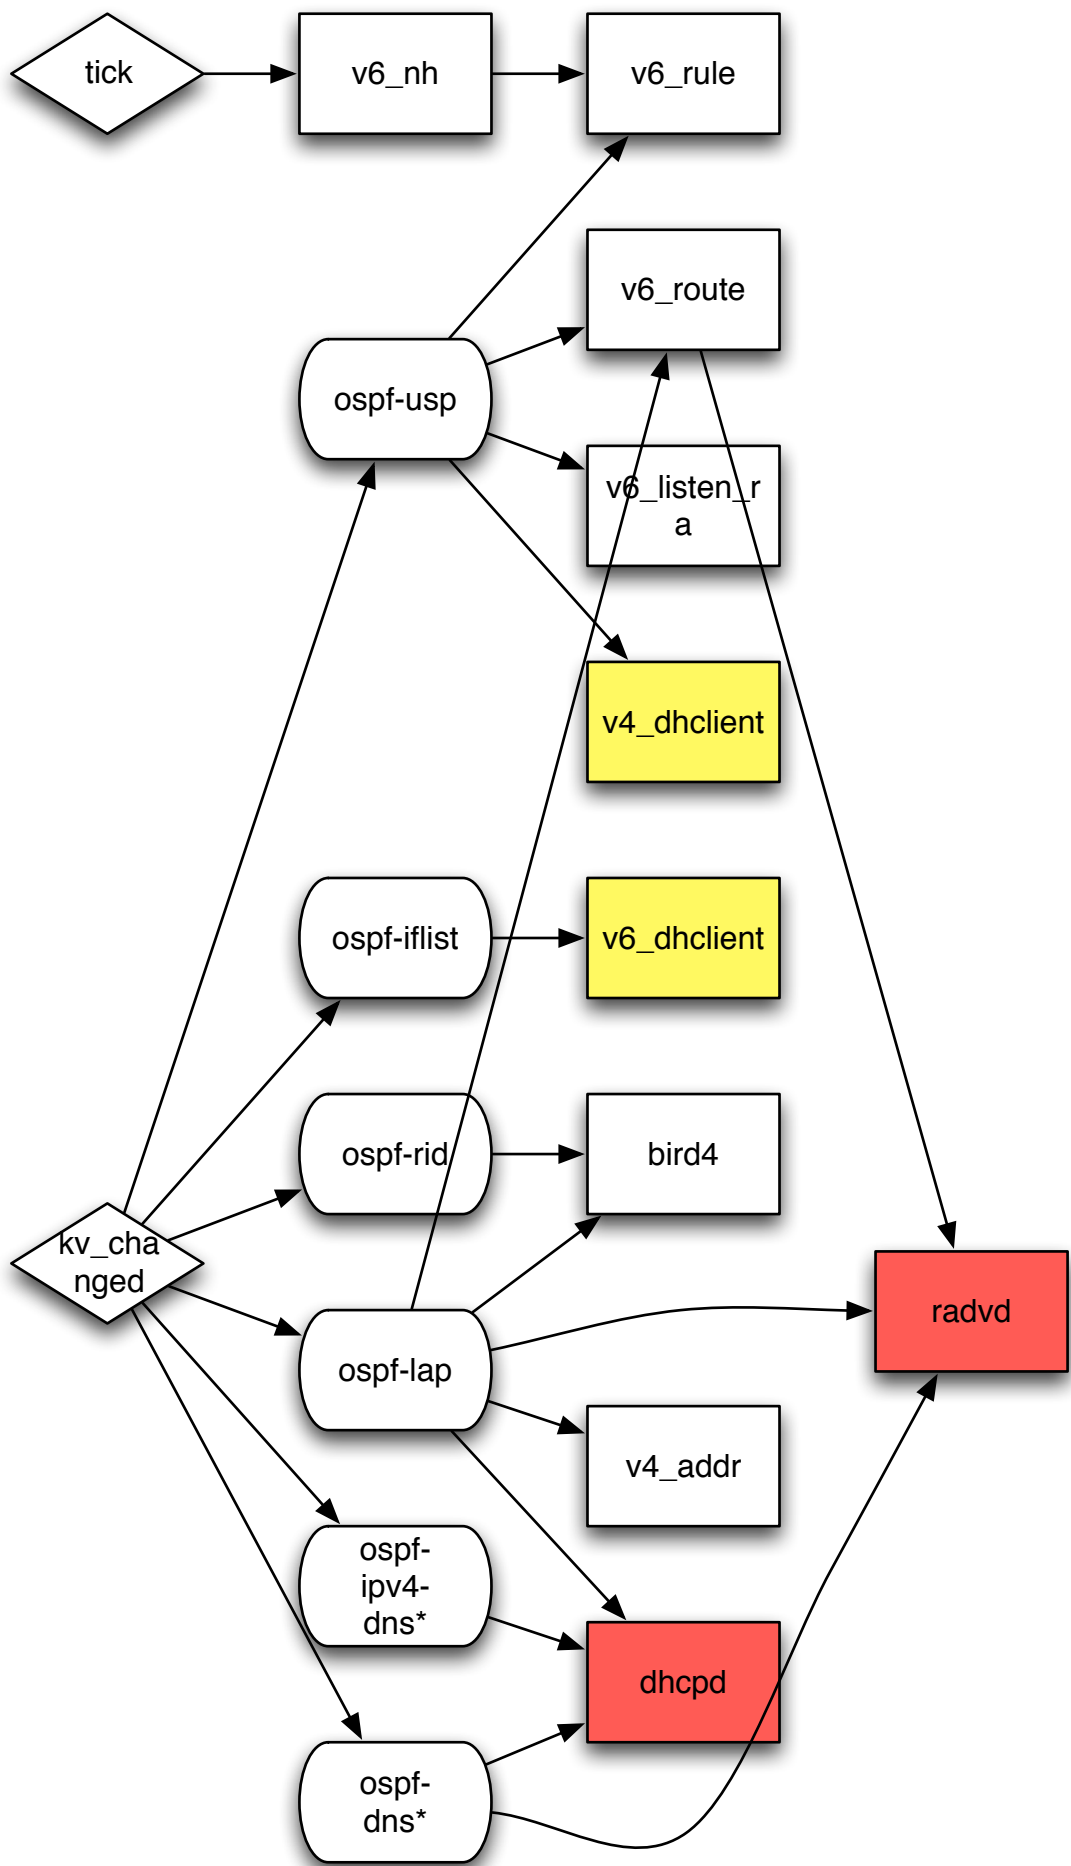 tick
v6_nh
v6_rule
v6_route
ospf-usp
v6_listen_r
a
v4_dhclient
ospf-iflist
v6_dhclient
ospf-rid
bird4
kv_cha
nged
radvd
ospf-lap
v4_addr
ospf-
ipv4-
dns*
dhcpd
ospf-
dns*